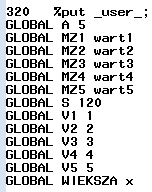 320   %put _user_;
GLOBAL A 5
GLOBAL MZ1 wart1
GLOBAL MZ2 wart2
GLOBAL MZ3 wart3
GLOBAL MZ4 wart4
GLOBAL MZ5 wart5
GLOBAL S 120
GLOBAL V1 1
GLOBAL V2 2
GLOBAL V3 3
GLOBAL V4 4
GLOBAL V5 5
GLOBAL WIEKSZA x